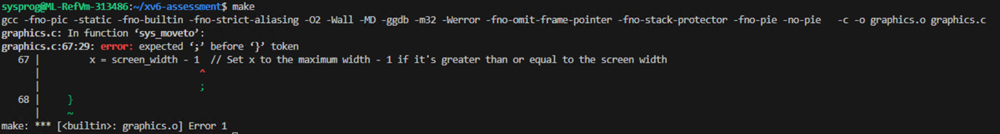 sysprog@ML-RefVm-313486:~/xv6-assessment$ make
gcc -fno-pic -static -fno-builtin -fno-strict-aliasing -O2 -Wall -MD -ggdb -m32 -Werror -fno-omit-frame-pointer -fno-stack-protector -fno-pie -no-pie   -c -o graphics.o graphics.c
graphics.c: In function ‘sys_moveto’:
graphics.c:67:29: error: expected ‘;’ before ‘}’ token
   67 |         x = screen_width - 1  // Set x to the maximum width - 1 if it's greater than or equal to the screen width
      |                             ^
      |                             ;
   68 |     }
      |     ~
make: *** [<builtin>: graphics.o] Error 1